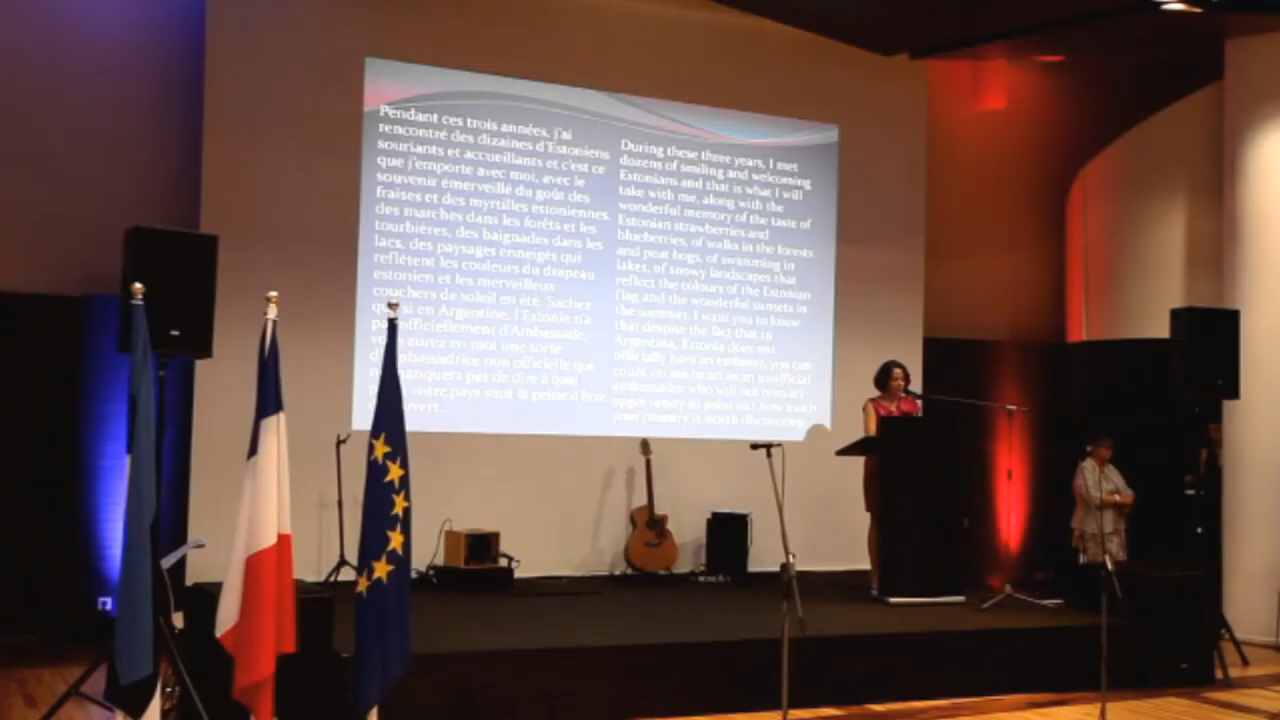 Pendant ces trois années, j'ai
rencontré des dizaines d'Estoniens
souriants et accueillants et c'est ce
que j'emporte avec moi, avec le
souvenir émerveillé du goût des
fraises et des myrtilles estoniennes,
des marches dans les forêts et les
tourbières, des baignades dans les
lacs, des paysages enneigés qui
reflètent les couleurs du drapeau
estonien et les merveilleux
couchers de soleil en été. Sachez
si en Argentine, l'Estonie n'a
officiellement d'Ambassade,
aurez en moi une sorte
non officielle qui
manquera pas de dire à quel
votre pays vaut la peine d'être
During these three years, I met
dozens of smiling and welcoming
Estonians and that is what I will
take with me, along with the
wonderful memory of the taste of
Estonian strawberries and
blueberries, of walks in the forests
and peat bogs, of swimming in
lakes, of snowy landscapes that
reflect the colours of the Estonian
flag and the wonderful sunsets in
the summer. I want you to know
that despite the fact that in
Argentina, Estonia does not
officially have an embassy, you can
count on me to act as an unofficial
ambassador who will not miss an
opportunity to point out how much
your country is worth discovering